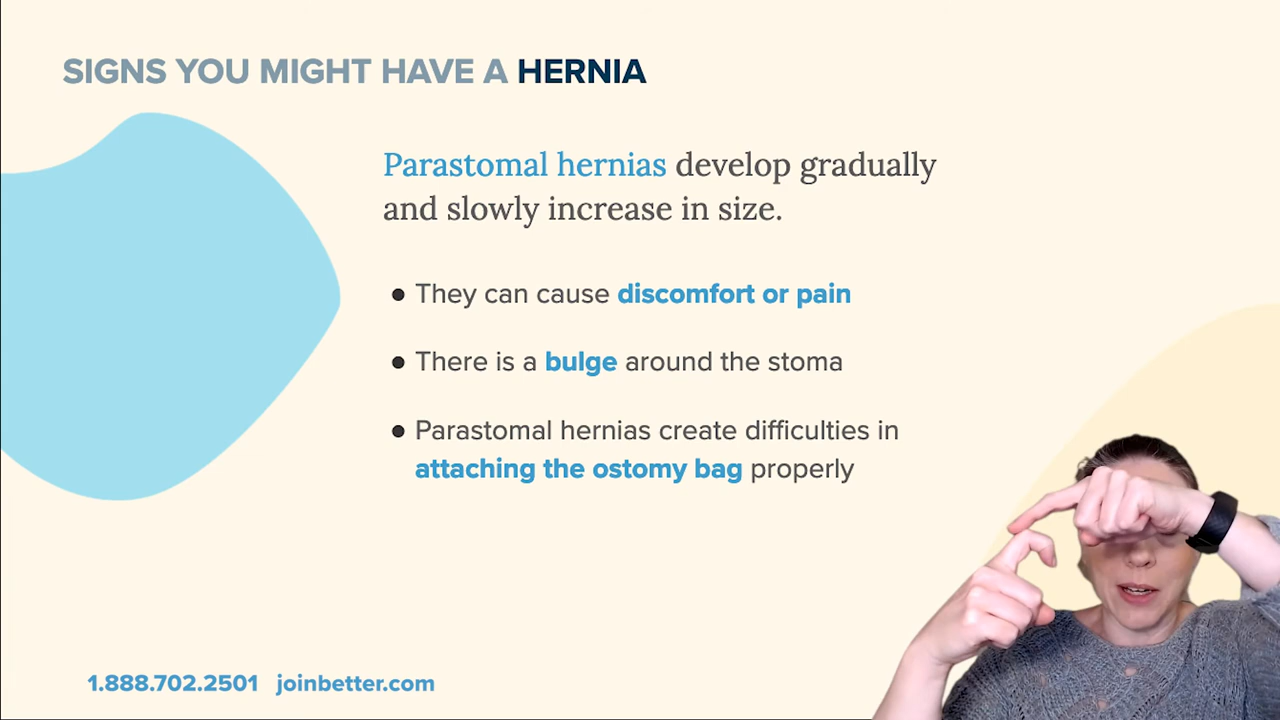 SIGNS YOU MIGHT HAVE A HERNIA
Parastomal hernias develop gradually
and slowly increase in size.
● They can cause discomfort or pain
● There is a bulge around the stoma
● Parastomal hernias create difficulties in
attaching the ostomy bag properly
1.888.702.2501 joinbetter.com